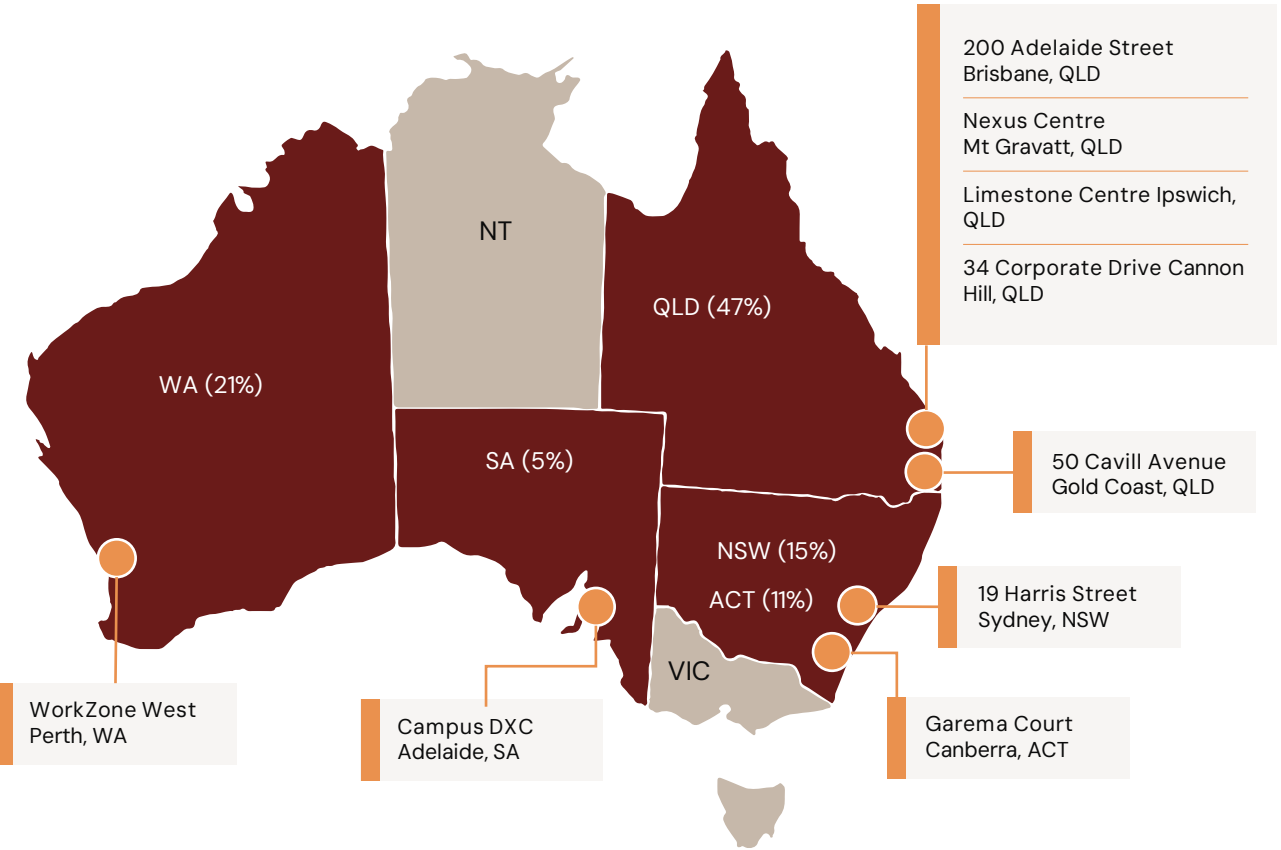 200 Adelaide Street
Brisbane, QLD
Nexus Centre
Mt Gravatt, QLD
Limestone Centre Ipswich,
QLD
34 Corporate Drive Cannon
Hill, QLD
NT
QLD (47%)
WA (21%)
SA (5%)
50 Cavill Avenue
Gold Coast, QLD
NSW (15%)
ACT (11%)
19 Harris Street
Sydney, NSW
VIC
WorkZone West
Perth, WA
Campus DXC
Adelaide, SA
Garema Court
Canberra, ACT